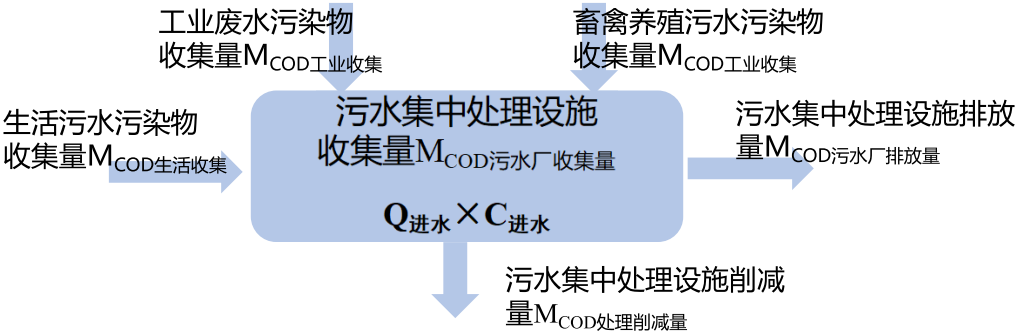 工业废水污染物
收集量MCOD工业收集
畜禽养殖污水污染物
收集量MCOD工业收集
生活污水污染物
收集量MCOD生活收集
污水集中处理设施
收集量MCOD污水厂收集量
Q进水×C进水
污水集中处理设施排放
量MCOD污水厂排放量
污水集中处理设施削减
量MCOD处理削减量